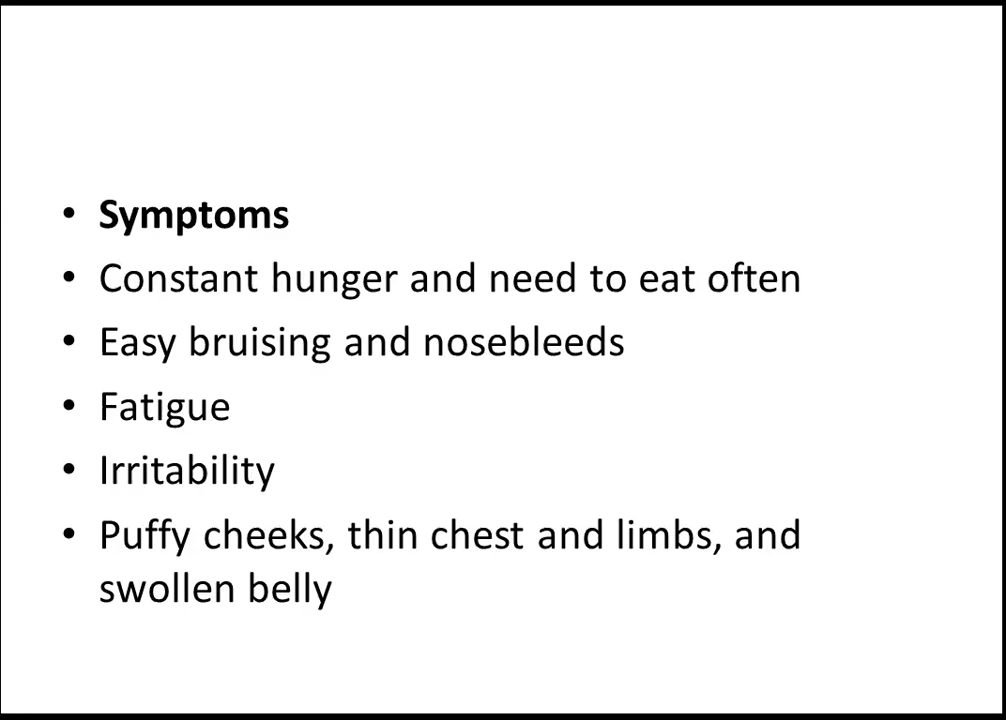 • Symptoms
• Constant hunger and need to eat often
• Easy bruising and nosebleeds
• Fatigue
• Irritability
• Puffy cheeks, thin chest and limbs, and
swollen belly